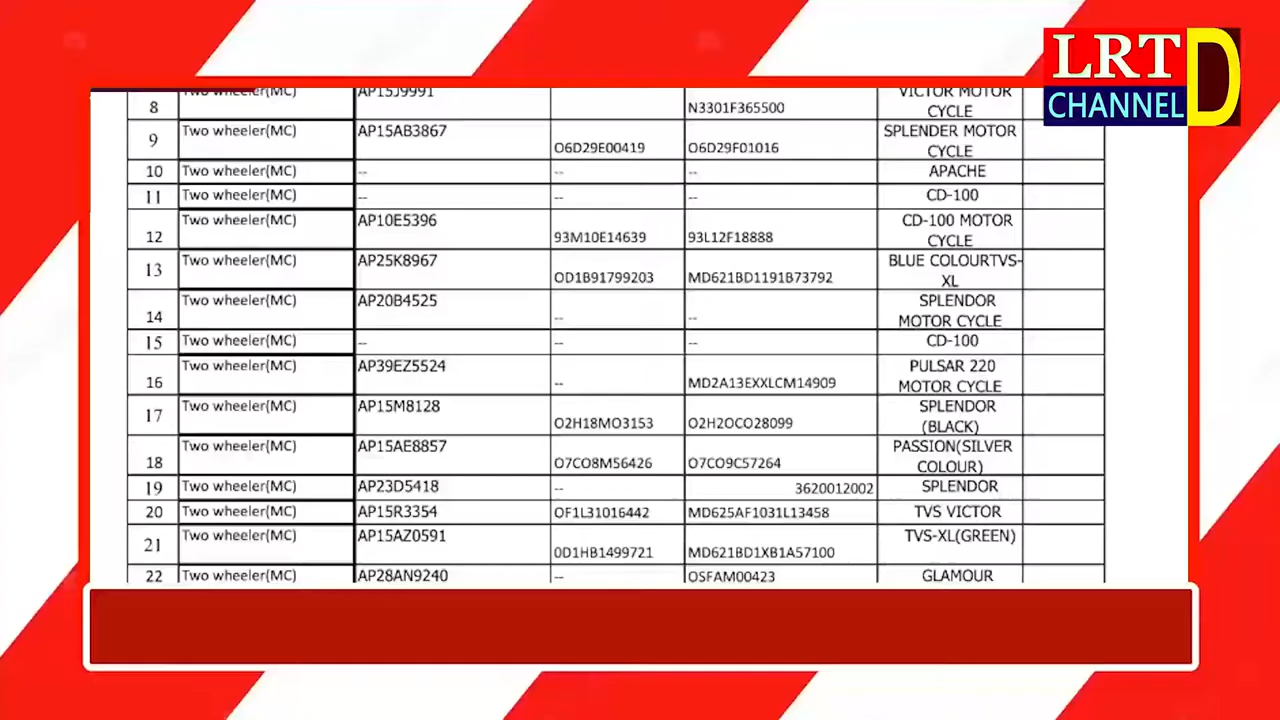 LRT D
CHANNEL
8 Two wheeler(MC) AP15J9991 N3301F365500 VICTOR MOTOR
CYCLE
9 Two wheeler(MC) AP15AB3867 O6D29E00419 O6D29F01016 SPLENDER MOTOR
CYCLE
10 Two wheeler(MC) -- -- -- APACHE
11 Two wheeler(MC) -- -- -- CD-100
12 Two wheeler(MC) AP10E5396 93M10E14639 93L12F18888 CD-100 MOTOR
CYCLE
13 Two wheeler(MC) AP25K8967 OD1B91799203 MD621BD1191B73792 BLUE COLOURTVS-
XL
14 Two wheeler(MC) AP20B4525 -- -- SPLENDOR
MOTOR CYCLE
15 Two wheeler(MC) -- -- -- CD-100
16 Two wheeler(MC) AP39EZ5524 -- MD2A13EXXLCM14909 PULSAR 220
MOTOR CYCLE
17 Two wheeler(MC) AP15M8128 O2H18MO3153 O2H2OCO28099 SPLENDOR
(BLACK)
18 Two wheeler(MC) AP15AE8857 O7CO8M56426 O7CO9C57264 PASSION(SILVER
COLOUR)
19 Two wheeler(MC) AP23D5418 -- 3620012002 SPLENDOR
20 Two wheeler(MC) AP15R3354 OF1L31016442 MD625AF1031L13458 TVS VICTOR
21 Two wheeler(MC) AP15AZ0591 0D1HB1499721 MD621BD1XB1A57100 TVS-XL(GREEN)
22 Two wheeler(MC) AP28AN9240 -- OSFAM00423 GLAMOUR